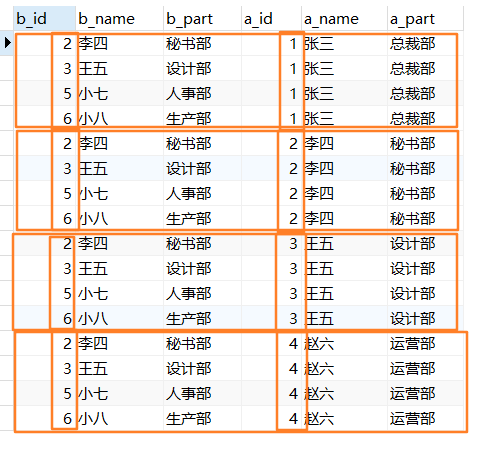 b_id b_name b_part a_id a_name a_part
2 李四 秘书部 1 张三 总裁部
3 王五 设计部 1 张三 总裁部
5 小七 人事部 1 张三 总裁部
6 小八 生产部 1 张三 总裁部
2 李四 秘书部 2 李四 秘书部
3 王五 设计部 2 李四 秘书部
5 小七 人事部 2 李四 秘书部
6 小八 生产部 2 李四 秘书部
2 李四 秘书部 3 王五 设计部
3 王五 设计部 3 王五 设计部
5 小七 人事部 3 王五 设计部
6 小八 生产部 3 王五 设计部
2 李四 秘书部 4 赵六 运营部
3 王五 设计部 4 赵六 运营部
5 小七 人事部 4 赵六 运营部
6 小八 生产部 4 赵六 运营部